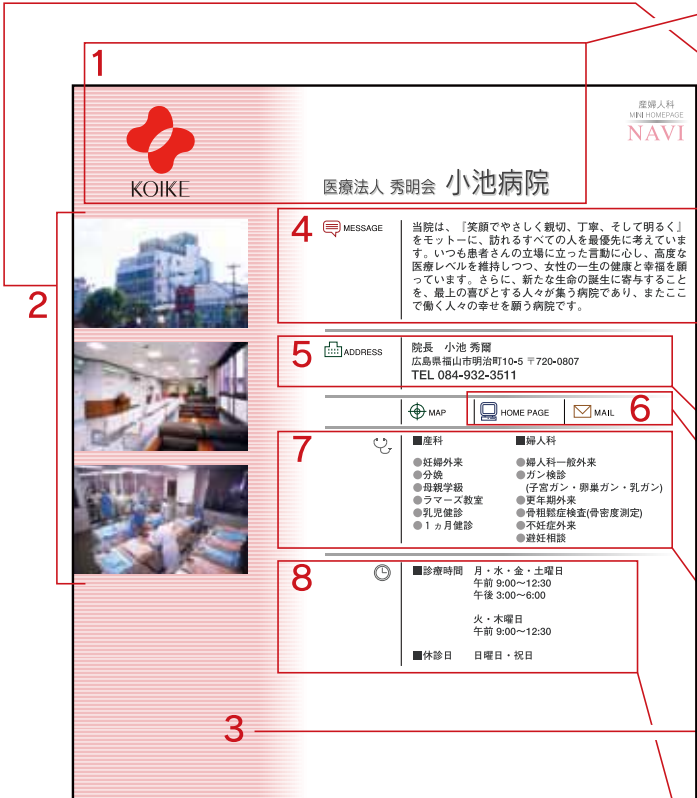 1
産婦人科
MINI HOMEPAGE
NAVI
KOIKE
医療法人 秀明会 小池病院
2
4
MESSAGE
当院は、『笑顔でやさしく親切、丁寧、そして明るく』
をモットーに、訪れるすべての人を最優先に考えていま
す。いつも患者さんの立場に立った言動に心し、高度な
医療レベルを維持しつつ、女性の一生の健康と幸福を願
っています。さらに、新たな生命の誕生に寄与すること
を、最上の喜びとする人々が集う病院であり、またここ
で働く人々の幸せを願う病院です。
5
ADDRESS
院長 小池 秀爾
広島県福山市明治町10-5 〒720-0807
TEL 084-932-3511
MAP
HOME PAGE
MAIL
6
7
■産科
●妊婦外来
●分娩
●母親学級
●ラマーズ教室
●乳児健診
●1ヵ月健診
■婦人科
●婦人科一般外来
●ガン検診
(子宮ガン・卵巣ガン・乳ガン)
●更年期外来
●骨粗鬆症検査(骨密度測定)
●不妊症外来
●避妊相談
8
■診療時間 月・水・金・土曜日
午前 9:00〜12:30
午後 3:00〜6:00
火・木曜日
午前 9:00〜12:30
■休診日 日曜日・祝日
3